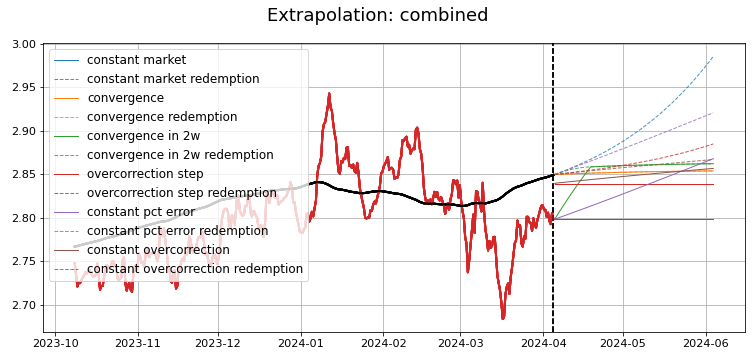 Extrapolation: combined
3.00
2.95
2.90
2.85
2.80
2.75
2.70
constant market
constant market redemption
convergence
convergence redemption
convergence in 2w
convergence in 2w redemption
overcorrection step
overcorrection step redemption
constant pct error
constant pct error redemption
constant overcorrection
constant overcorrection redemption
2023-10
2023-11
2023-12
2024-01
2024-02
2024-03
2024-04
2024-05
2024-06